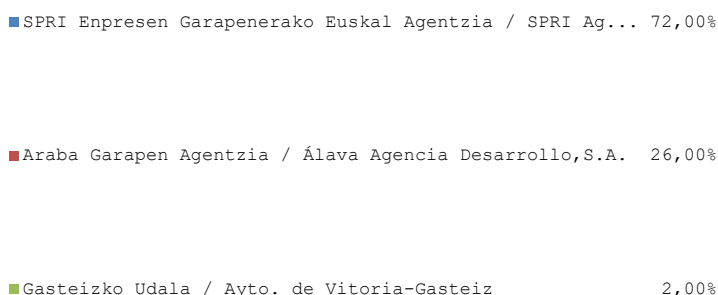 SPRI Enpresen Garapenerako Euskal Agentzia / SPRI Ag... 72,00%
Araba Garapen Agentzia / Álava Agencia Desarrollo,S.A. 26,00%
Gasteizko Udala / Ayto. de Vitoria-Gasteiz 2,00%